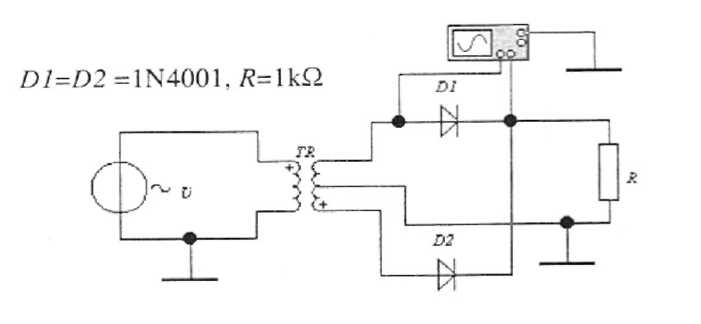 D1=D2 =1N4001, R=1kΩ
D1
TR
+
~ υ
R
+
D2